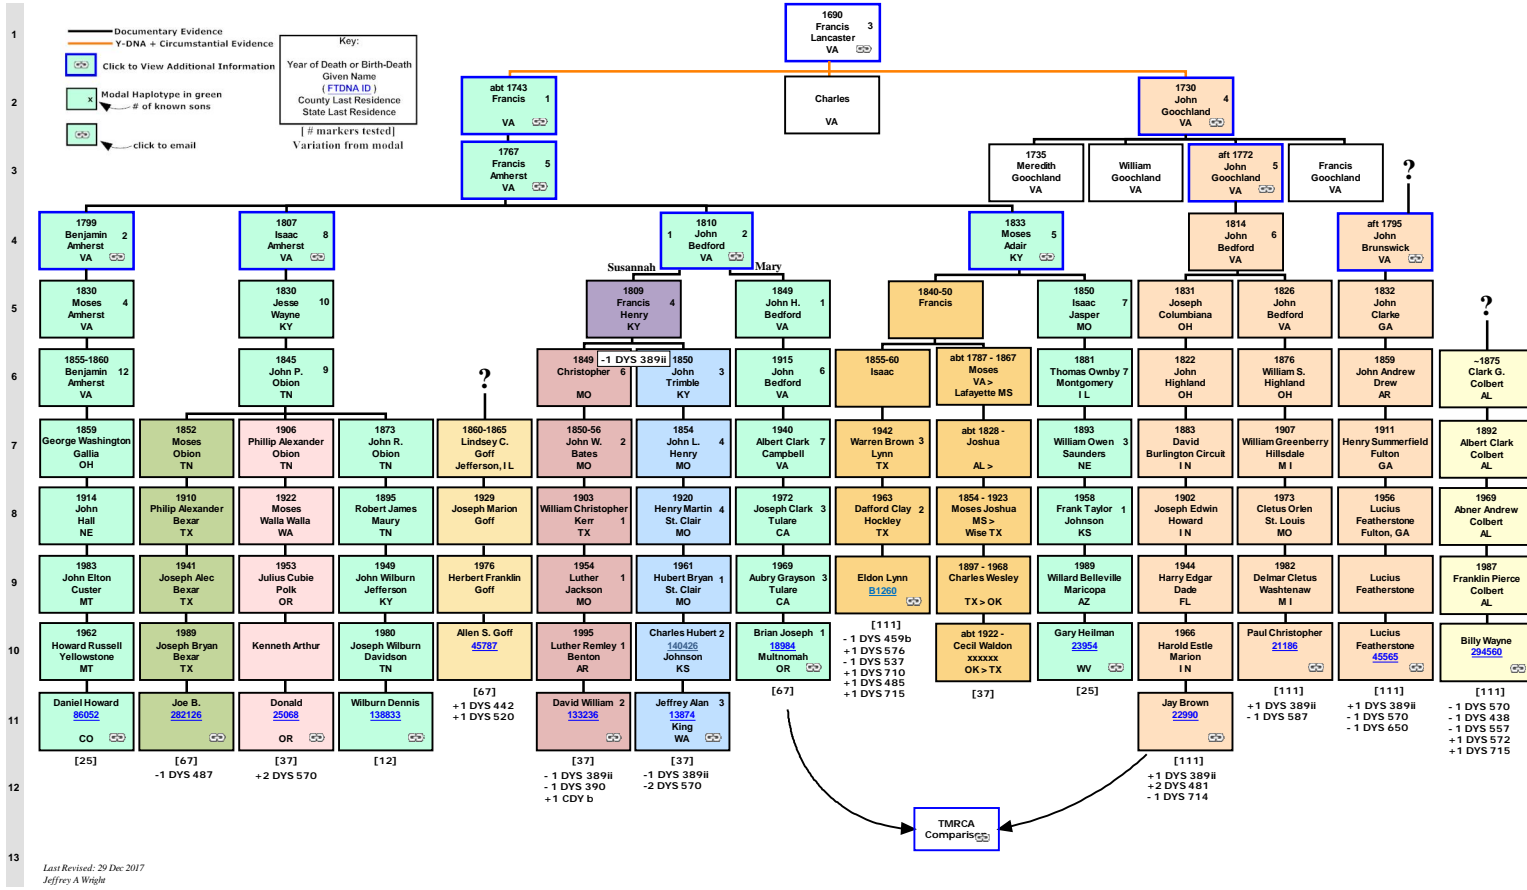 1
2
3
4
5
6
7
8
9
10
11
12
13
Documentary Evidence
Y-DNA + Circumstantial Evidence
Click to View Additional Information
x
Modal Haplotype in green
# of known sons
click to email
Key:
Year of Death or Birth-Death
Given Name
( FTDNA ID )
County Last Residence
State Last Residence
[ # markers tested]
Variation from modal
1690
Francis 3
Lancaster
VA
abt 1743
Francis 1
VA
Charles
VA
1730
John 4
Goochland
VA
1767
Francis 5
Amherst
VA
1735
Meredith
Goochland
VA
William
Goochland
VA
aft 1772
John 5
Goochland
VA
Francis
Goochland
VA
?
1799
Benjamin 2
Amherst
VA
1807
Isaac 8
Amherst
VA
1810
1 John 2
Bedford
VA
1833
Moses 5
Adair
KY
1814
John 6
Bedford
VA
aft 1795
John
Brunswick
VA
Susannah
Mary
1830
Moses 4
Amherst
VA
1830
Jesse 10
Wayne
KY
1809
Francis 4
Henry
KY
1849
John H. 1
Bedford
VA
1840-50
Francis
1850
Isaac 7
Jasper
MO
1831
Joseph
Columbiana
OH
1826
John
Bedford
VA
1832
John
Clarke
GA
?
1855-1860
Benjamin 12
Amherst
VA
1845
John P. 9
Obion
TN
?
1849
Christopher 6
MO
-1 DYS 389ii
1850
John 3
Trimble
KY
1915
John 6
Bedford
VA
1855-60
Isaac
abt 1787 - 1867
Moses
VA >
Lafayette MS
1881
Thomas Ownby 7
Montgomery
IL
1822
John
Highland
OH
1876
William S.
Highland
OH
1859
John Andrew
Drew
AR
~1875
Clark G.
Colbert
AL
1859
George Washington
Gallia
OH
1852
Moses
Obion
TN
1906
Phillip Alexander
Obion
TN
1873
John R.
Obion
TN
1860-1865
Lindsey C.
Goff
Jefferson, IL
1850-56
John W. 2
Bates
MO
1854
John L. 4
Henry
MO
1940
Albert Clark 7
Campbell
VA
1942
Warren Brown 3
Lynn
TX
abt 1828 -
Joshua
AL >
1893
William Owen 3
Saunders
NE
1883
David
Burlington Circuit
IN
1907
William Greenberry
Hillsdale
MI
1911
Henry Summerfield
Fulton
GA
1892
Albert Clark
Colbert
AL
1914
John
Hall
NE
1910
Philip Alexander
Bexar
TX
1922
Moses
Walla Walla
WA
1895
Robert James
Maury
TN
1929
Joseph Marion
Goff
1903
William Christopher
Kerr 1
TX
1920
Henry Martin 4
St. Clair
MO
1972
Joseph Clark 3
Tulare
CA
1963
Dafford Clay 2
Hockley
TX
1854 - 1923
Moses Joshua
MS >
Wise TX
1958
Frank Taylor 1
Johnson
KS
1902
Joseph Edwin
Howard
IN
1973
Cletus Orlen
St. Louis
MO
1956
Lucius
Featherstone
Fulton, GA
1969
Abner Andrew
Colbert
AL
1983
John Elton
Custer
MT
1941
Joseph Alec
Bexar
TX
1953
Julius Cubie
Polk
OR
1949
John Wilburn
Jefferson
KY
1976
Herbert Franklin
Goff
1954
Luther 1
Jackson
MO
1961
Hubert Bryan 1
St. Clair
MO
1969
Aubry Grayson 3
Tulare
CA
Eldon Lynn
B1260
1897 - 1968
Charles Wesley
TX > OK
1989
Willard Belleville
Maricopa
AZ
1944
Harry Edgar
Dade
FL
1982
Delmar Cletus
Washtenaw
MI
Lucius
Featherstone
1987
Franklin Pierce
Colbert
AL
1962
Howard Russell
Yellowstone
MT
1989
Joseph Bryan
Bexar
TX
Kenneth Arthur
1980
Joseph Wilburn
Davidson
TN
Allen S. Goff
45787
1995
Luther Remley 1
Benton
AR
Charles Hubert 2
140426
Johnson
KS
Brian Joseph 1
18984
Multnomah
OR
[111]
- 1 DYS 459b
+1 DYS 576
- 1 DYS 537
+1 DYS 710
+1 DYS 485
+1 DYS 715
abt 1922 -
Cecil Waldon
xxxxxx
OK > TX
Gary Heilman
23954
WV
1966
Harold Estle
Marion
IN
Paul Christopher
21186
Lucius
Featherstone
45565
Billy Wayne
294560
Daniel Howard
86052
CO
Joe B.
282126
Donald
25068
OR
Wilburn Dennis
138833
[67]
+1 DYS 442
+1 DYS 520
David William 2
133236
Jeffrey Alan 3
13874
King
WA
[67]
[37]
[25]
Jay Brown
22990
[111]
+1 DYS 389ii
- 1 DYS 587
[111]
+1 DYS 389ii
- 1 DYS 570
- 1 DYS 650
[111]
- 1 DYS 570
- 1 DYS 438
- 1 DYS 557
+1 DYS 572
+1 DYS 715
[25]
[67]
-1 DYS 487
[37]
+2 DYS 570
[12]
[37]
- 1 DYS 389ii
- 1 DYS 390
+1 CDY b
[37]
-1 DYS 389ii
-2 DYS 570
[111]
+1 DYS 389ii
+2 DYS 481
- 1 DYS 714
TMRCA
Last Revised: 29 Dec 2017
Jeffrey A Wright